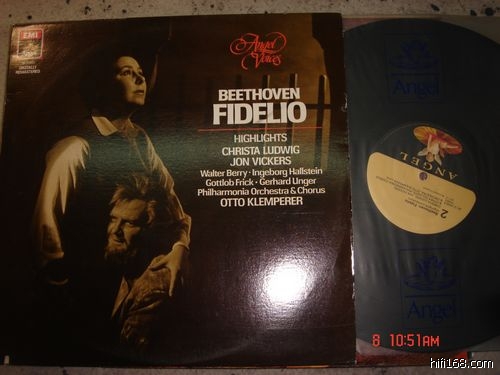 EMI
DIGITALLY
REMASTERED
Angel
Voices
BEETHOVEN
FIDELIO
HIGHLIGHTS
CHRISTA LUDWIG
JON VICKERS
Walter Berry · Ingeborg Hallstein
Gottlob Frick · Gerhard Unger
Philharmonia Orchestra & Chorus
OTTO KLEMPERER
Angel
ANGEL
2
Angel
8 10:51AM
hifi168.com